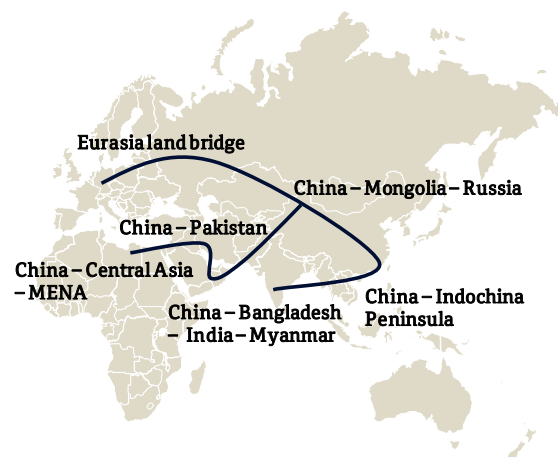 Eurasia land bridge
China – Mongolia – Russia
China – Pakistan
China – Central Asia
– MENA
China – Bangladesh
– India – Myanmar
China – Indochina
Peninsula